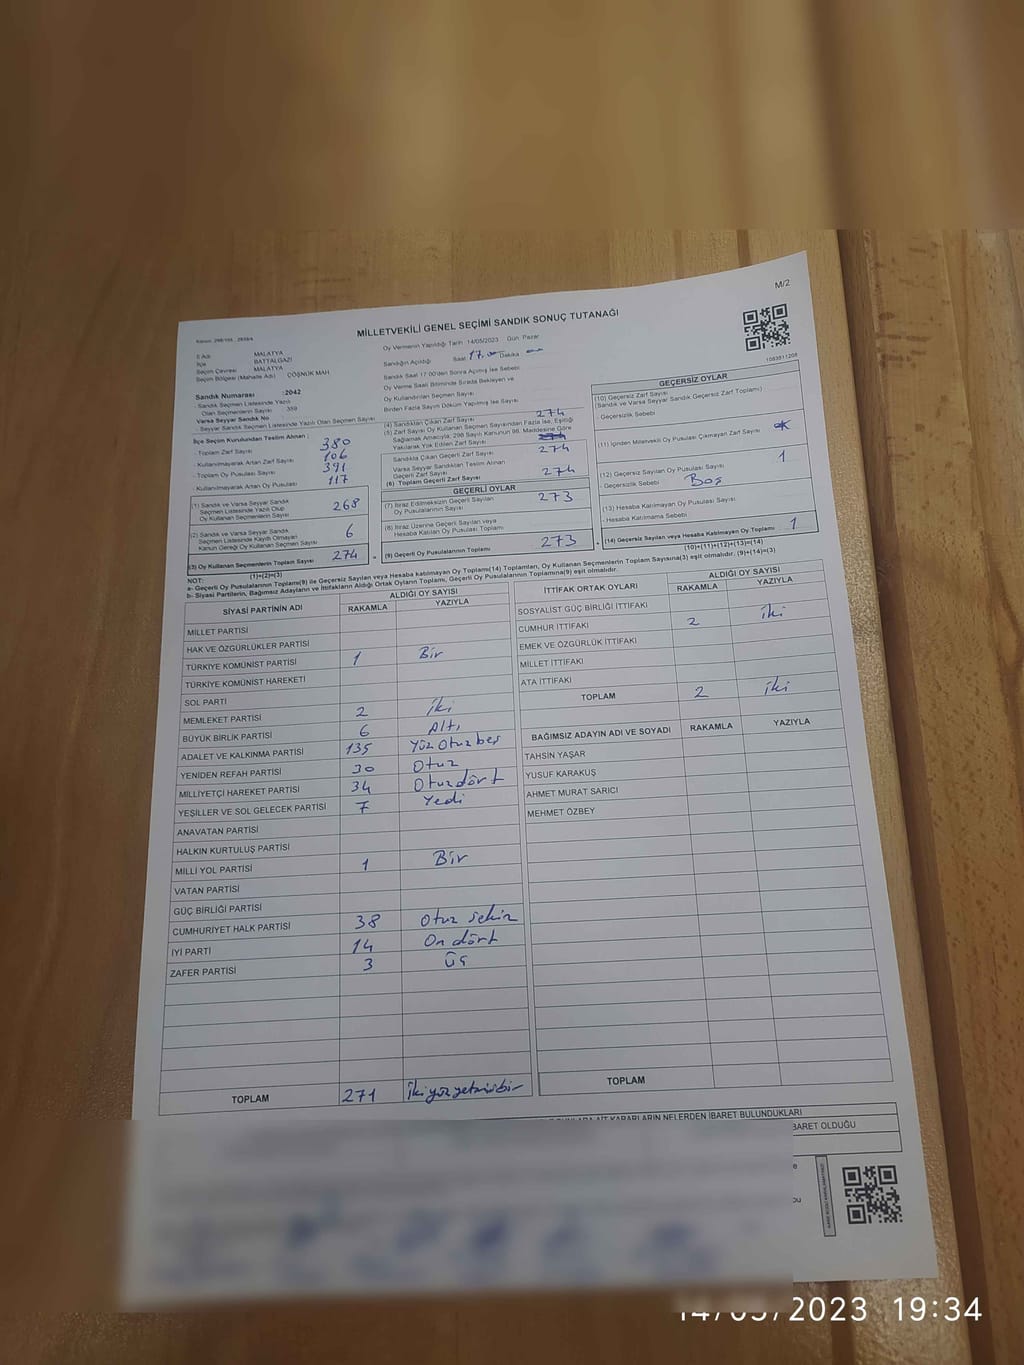 M/2
MİLLETVEKİLİ GENEL SEÇİMİ SANDIK SONUÇ TUTANAĞI
Oy Vermenin Yapıldığı Tarih 14/05/2023 Gün: Pazar
Sandığın Açıldığı Saat 17.00 Dakika
1063811208
İl Adı MALATYA
İlçe BATTALGAZİ
Seçim Çevresi MALATYA
Seçim Bölgesi (Mahalle Adı) ÇÖŞNÜK MAH
Sandık Saat 17:00'den Sonra Açılmış İse Sebebi
Oy Verme Saati Bitiminde Sırada Bekleyen ve
Oy Kullandırılan Seçmen Sayısı
Birden Fazla Sayım Döküm Yapılmış İse Sayısı
Sandık Numarası :2042
Sandık Seçmen Listesinde Yazılı
Olan Seçmenlerin Sayısı : 359
Varsa Seyyar Sandık No
Seyyar Sandık Seçmen Listesinde Yazılı Olan Seçmen Sayısı
İlçe Seçim Kurulundan Teslim Alınan :
- Toplam Zarf Sayısı 380
- Kullanılmayarak Artan Zarf Sayısı 106
- Toplam Oy Pusulası Sayısı 391
- Kullanılmayarak Artan Oy Pusulası 117
(1) Sandık ve Varsa Seyyar Sandık
Seçmen Listesinde Yazılı Olup
Oy Kullanan Seçmenlerin Sayısı 268
(2) Sandık ve Varsa Seyyar Sandık
Seçmen Listesinde Kaydı Olmayan
Kanun Gereği Oy Kullanan Seçmen Sayısı 6
(3) Oy Kullanan Seçmenlerin Toplam Sayısı 274
(1)+(2)=(3)
(4) Sandıktan Çıkan Zarf Sayısı 274
(5) Zarf Sayısı Oy Kullanan Seçmen Sayısından Fazla İse, Eşitliği
Sağlamak Amacıyla, 298 Sayılı Kanunun 98. Maddesine Göre
Yakılarak Yok Edilen Zarf Sayısı
Sandıkta Çıkan Geçerli Zarf Sayısı 274
Varsa Seyyar Sandıktan Teslim Alınan
Geçerli Zarf Sayısı
(6) Toplam Geçerli Zarf Sayısı 274
GEÇERLİ OYLAR
(7) İtiraz Edilmeksizin Geçerli Sayılan
Oy Pusulalarının Sayısı 273
(8) İtiraz Üzerine Geçerli Sayılan veya
Hesaba Katılan Oy Pusulası Toplamı
(9) Geçerli Oy Pusulalarının Toplamı 273
GEÇERSİZ OYLAR
(10) Geçersiz Zarf Sayısı
(Sandık ve Varsa Seyyar Sandık Geçersiz Zarf Toplamı)
Geçersizlik Sebebi
(11) İçinden Milletvekili Oy Pusulası Çıkmayan Zarf Sayısı
(12) Geçersiz Sayılan Oy Pusulası Sayısı 1
- Geçersizlik Sebebi Boş
(13) Hesaba Katılmayan Oy Pusulası Sayısı
- Hesaba Katılmama Sebebi
(14) Geçersiz Sayılan veya Hesaba Katılmayan Oy Toplamı 1
(10)+(11)+(12)+(13)=(14)
NOT:
a- Geçerli Oy Pusulalarının Toplamı(9) ile Geçersiz Sayılan veya Hesaba katılmayan Oy Toplamı(14) Toplamları, Oy Kullanan Seçmenlerin Toplam Sayısına(3) eşit olmalıdır. (9)+(14)=(3)
b- Siyasi Partilerin, Bağımsız Adayların ve İttifakların Aldığı Ortak Oyların Toplamı, Geçerli Oy Pusulalarının Toplamına(9) eşit olmalıdır.
SİYASİ PARTİNİN ADI ALDIĞI OY SAYISI
RAKAMLA YAZIYLA
MİLLET PARTİSİ
HAK VE ÖZGÜRLÜKLER PARTİSİ
TÜRKİYE KOMÜNİST PARTİSİ 1 Bir
TÜRKİYE KOMÜNİST HAREKETİ
SOL PARTİ
MEMLEKET PARTİSİ 2 İki
BÜYÜK BİRLİK PARTİSİ 6 Altı
ADALET VE KALKINMA PARTİSİ 135 Yüz Otuz beş
YENİDEN REFAH PARTİSİ 30 Otuz
MİLLİYETÇİ HAREKET PARTİSİ 34 Otuz dört
YEŞİLLER VE SOL GELECEK PARTİSİ 7 Yedi
ANAVATAN PARTİSİ
HALKIN KURTULUŞ PARTİSİ
MİLLİ YOL PARTİSİ 1 Bir
VATAN PARTİSİ
GÜÇ BİRLİĞİ PARTİSİ
CUMHURİYET HALK PARTİSİ 38 Otuz sekiz
İYİ PARTİ 14 On dört
ZAFER PARTİSİ 3 Üç
TOPLAM 271 İki yüz yetmiş bir
İTTİFAK ORTAK OYLARI ALDIĞI OY SAYISI
RAKAMLA YAZIYLA
SOSYALİST GÜÇ BİRLİĞİ İTTİFAKI
CUMHUR İTTİFAKI 2 İki
EMEK VE ÖZGÜRLÜK İTTİFAKI
MİLLET İTTİFAKI
ATA İTTİFAKI
TOPLAM 2 İki
BAĞIMSIZ ADAYIN ADI VE SOYADI RAKAMLA YAZIYLA
TAHSİN YAŞAR
YUSUF KARAKUŞ
AHMET MURAT SARICI
MEHMET ÖZBEY
TOPLAM
KARARLARIN NELERDEN İBARET BULUNDUKLARI
BARET OLDUĞU
14/05/2023 19:34